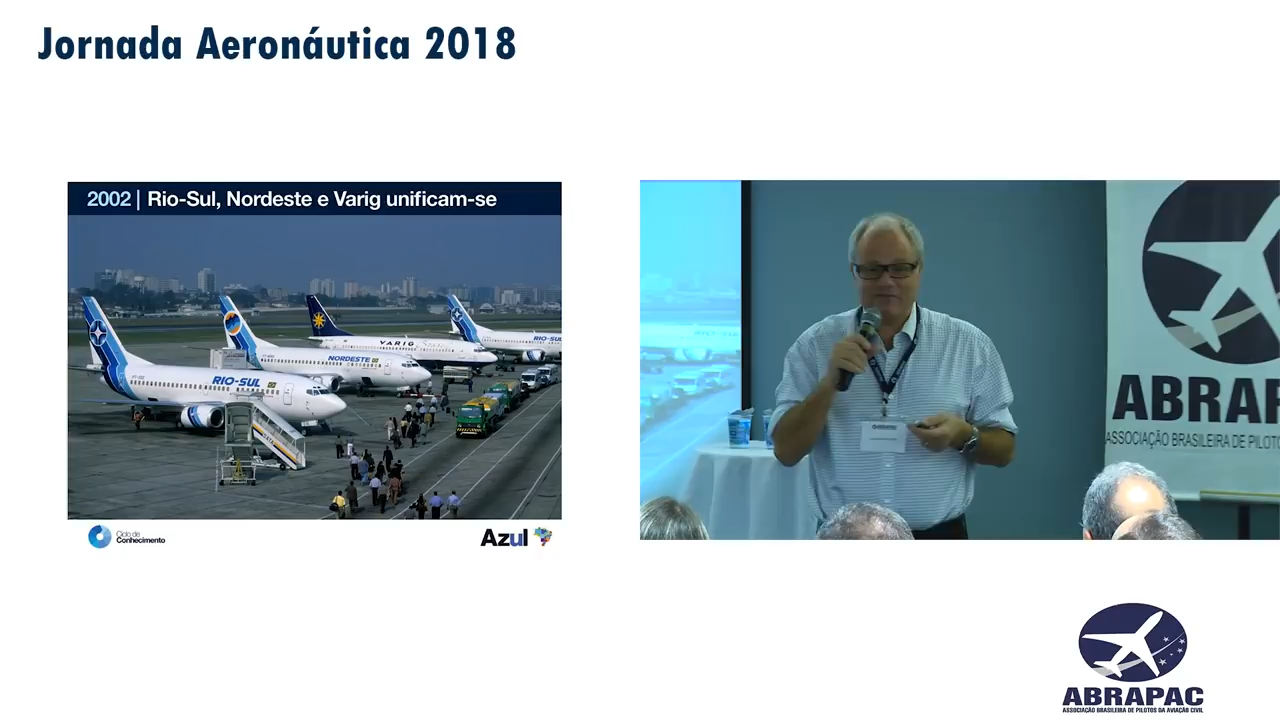 Jornada Aeronáutica 2018
2002 | Rio-Sul, Nordeste e Varig unificam-se
RIO-SUL
NORDESTE
VARIG
RIO-SUL
Ciclo de
Conhecimento
Azul
ABRAP
ASSOCIAÇÃO BRASILEIRA DE PILOTO
ABRAPAC
ASSOCIAÇÃO BRASILEIRA DE PILOTOS DA AVIAÇÃO CIVIL